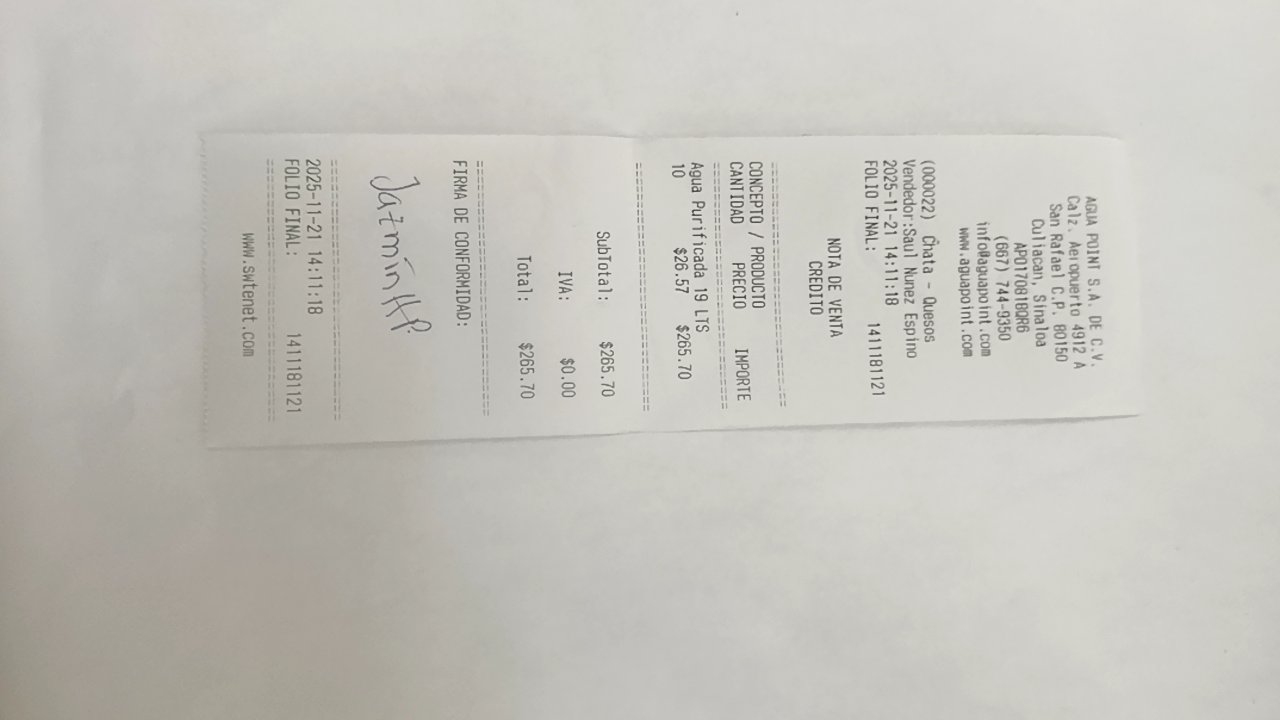 AGUA POINT S.A. DE C.V.
Calz. Aeropuerto 4912 A
San Rafael C.P. 80150
Culiacan, Sinaloa
APO170818QR6
(667) 744-9350
info@aguapoint.com
www.aguapoint.com
(000022) Chata - Quesos
Vendedor:Saul Nunez Espino
2025-11-21 14:11:18
FOLIO FINAL: 1411181121
NOTA DE VENTA
CREDITO
CONCEPTO / PRODUCTO
CANTIDAD PRECIO IMPORTE
Agua Purificada 19 LTS
10 $26.57 $265.70
SubTotal: $265.70
IVA: $0.00
Total: $265.70
FIRMA DE CONFORMIDAD:
Jazmín HP.
2025-11-21 14:11:18
FOLIO FINAL: 1411181121
www.swtenet.com